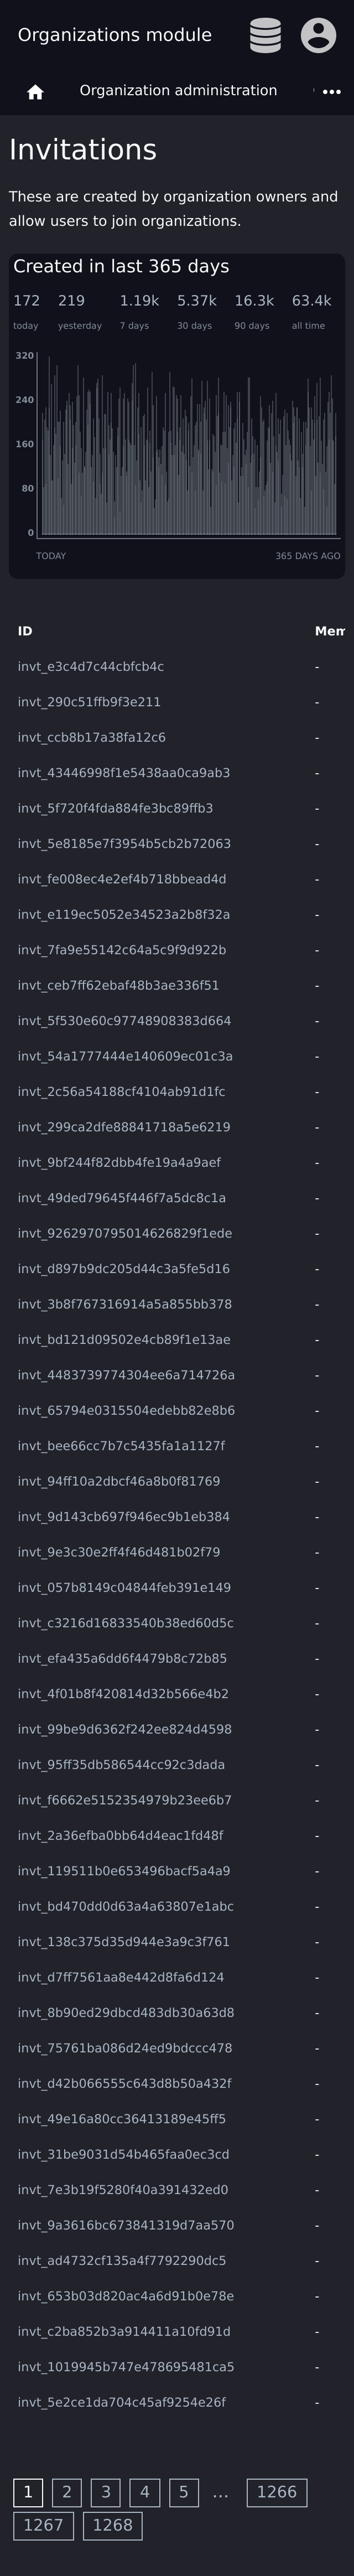 Organizations module
Organization administration
Invitations
These are created by organization owners and
allow users to join organizations.
Created in last 365 days
172 219 1.19k 5.37k 16.3k 63.4k
today yesterday 7 days 30 days 90 days all time
320
240
160
80
0
TODAY 365 DAYS AGO
ID Mem
invt_e3c4d7c44cbfcb4c -
invt_290c51ffb9f3e211 -
invt_ccb8b17a38fa12c6 -
invt_43446998f1e5438aa0ca9ab3 -
invt_5f720f4fda884fe3bc89ffb3 -
invt_5e8185e7f3954b5cb2b72063 -
invt_fe008ec4e2ef4b718bbead4d -
invt_e119ec5052e34523a2b8f32a -
invt_7fa9e55142c64a5c9f9d922b -
invt_ceb7ff62ebaf48b3ae336f51 -
invt_5f530e60c97748908383d664 -
invt_54a1777444e140609ec01c3a -
invt_2c56a54188cf4104ab91d1fc -
invt_299ca2dfe88841718a5e6219 -
invt_9bf244f82dbb4fe19a4a9aef -
invt_49ded79645f446f7a5dc8c1a -
invt_9262970795014626829f1ede -
invt_d897b9dc205d44c3a5fe5d16 -
invt_3b8f767316914a5a855bb378 -
invt_bd121d09502e4cb89f1e13ae -
invt_4483739774304ee6a714726a -
invt_65794e0315504edebb82e8b6 -
invt_bee66cc7b7c5435fa1a1127f -
invt_94ff10a2dbcf46a8b0f81769 -
invt_9d143cb697f946ec9b1eb384 -
invt_9e3c30e2ff4f46d481b02f79 -
invt_057b8149c04844feb391e149 -
invt_c3216d16833540b38ed60d5c -
invt_efa435a6dd6f4479b8c72b85 -
invt_4f01b8f420814d32b566e4b2 -
invt_99be9d6362f242ee824d4598 -
invt_95ff35db586544cc92c3dada -
invt_f6662e5152354979b23ee6b7 -
invt_2a36efba0bb64d4eac1fd48f -
invt_119511b0e653496bacf5a4a9 -
invt_bd470dd0d63a4a63807e1abc -
invt_138c375d35d944e3a9c3f761 -
invt_d7ff7561aa8e442d8fa6d124 -
invt_8b90ed29dbcd483db30a63d8 -
invt_75761ba086d24ed9bdccc478 -
invt_d42b066555c643d8b50a432f -
invt_49e16a80cc36413189e45ff5 -
invt_31be9031d54b465faa0ec3cd -
invt_7e3b19f5280f40a391432ed0 -
invt_9a3616bc673841319d7aa570 -
invt_ad4732cf135a4f7792290dc5 -
invt_653b03d820ac4a6d91b0e78e -
invt_c2ba852b3a914411a10fd91d -
invt_1019945b747e478695481ca5 -
invt_5e2ce1da704c45af9254e26f -
1 2 3 4 5 ... 1266
1267 1268